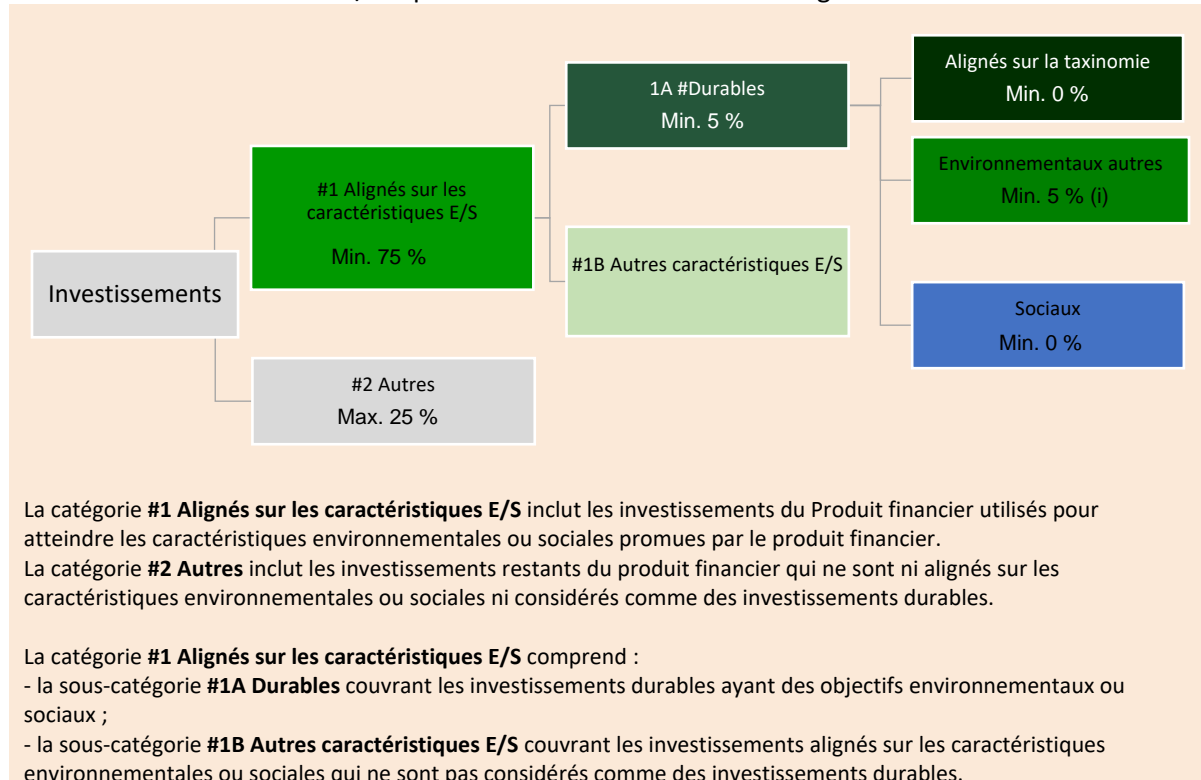 Alignés sur la taxinomie
Min. 0 %
1A #Durables
Min. 5 %
Environnementaux autres
Min. 5 % (i)
#1 Alignés sur les
caractéristiques E/S
Min. 75 %
#1B Autres caractéristiques E/S
Investissements
Sociaux
Min. 0 %
#2 Autres
Max. 25 %
La catégorie #1 Alignés sur les caractéristiques E/S inclut les investissements du Produit financier utilisés pour
atteindre les caractéristiques environnementales ou sociales promues par le produit financier.
La catégorie #2 Autres inclut les investissements restants du produit financier qui ne sont ni alignés sur les
caractéristiques environnementales ou sociales ni considérés comme des investissements durables.
La catégorie #1 Alignés sur les caractéristiques E/S comprend :
- la sous-catégorie #1A Durables couvrant les investissements durables ayant des objectifs environnementaux ou
sociaux ;
- la sous-catégorie #1B Autres caractéristiques E/S couvrant les investissements alignés sur les caractéristiques
environnementales ou sociales qui ne sont pas considérés comme des investissements durables.